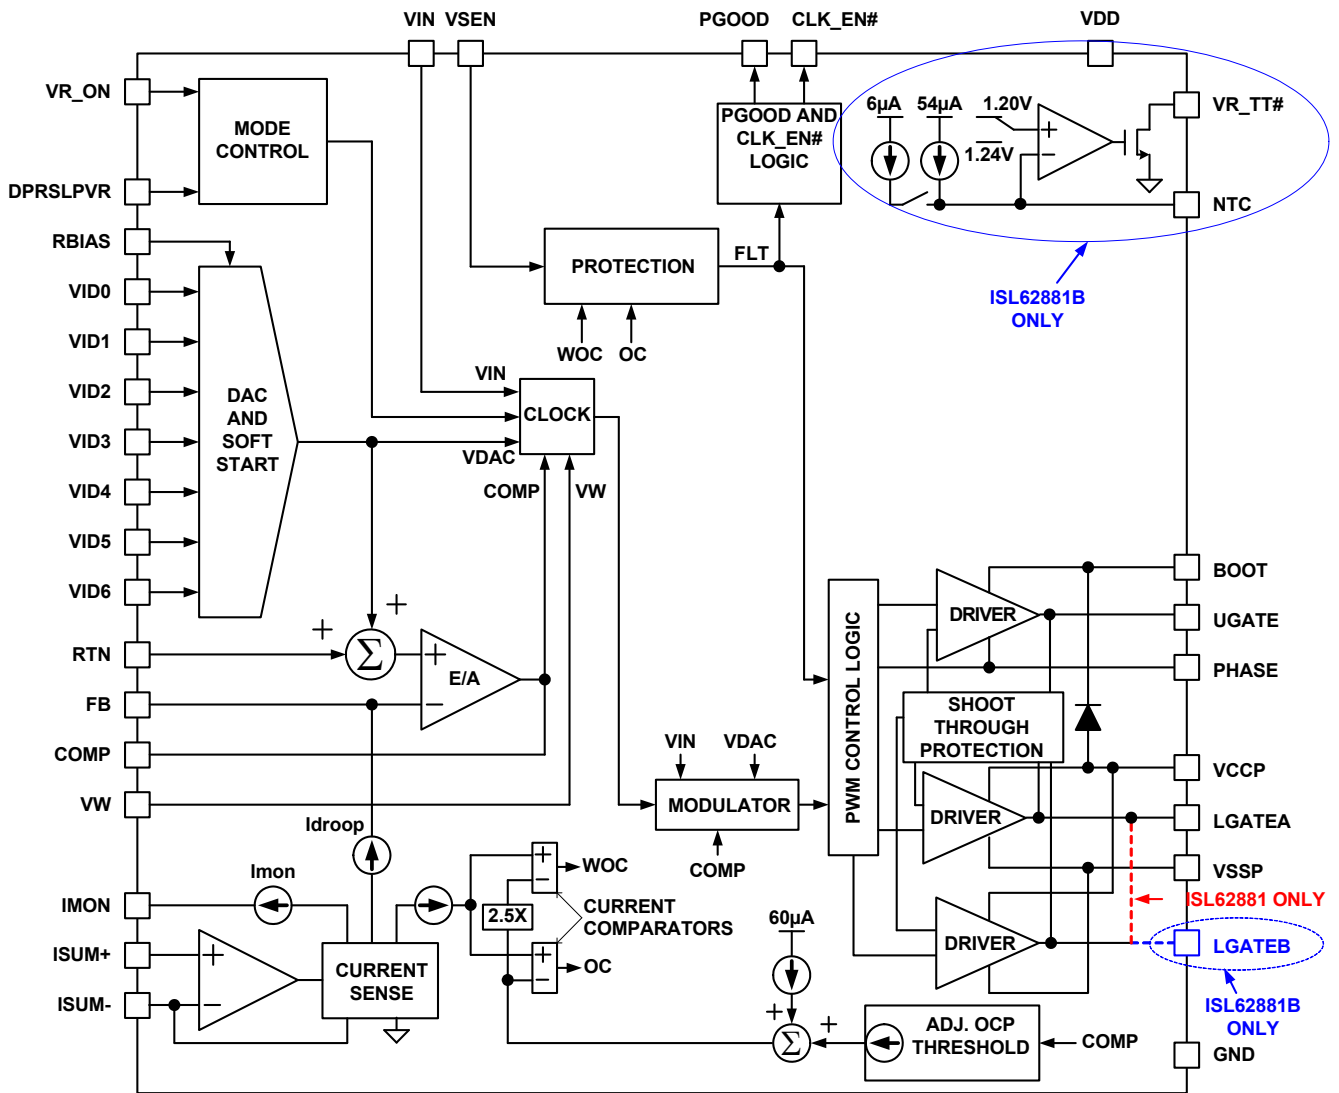 VIN VSEN PGOOD CLK_EN# VDD
VR_ON
MODE
CONTROL
DPRSLPVR
PGOOD AND
CLK_EN#
LOGIC
6µA 54µA 1.20V
1.24V
+
−
VR_TT#
NTC
ISL62881B
ONLY
RBIAS
VID0
VID1
VID2
VID3
VID4
VID5
VID6
DAC
AND
SOFT
START
PROTECTION
FLT
WOC OC
VIN
CLOCK
VDAC
COMP VW
+
+
Σ
RTN
FB
COMP
VW
+
E/A
−
Idroop
Imon
IMON
ISUM+
ISUM-
+
−
CURRENT
SENSE
+
−
WOC
2.5X
CURRENT
COMPARATORS
+
−
OC
VIN VDAC
MODULATOR
COMP
60µA
+
+
Σ
ADJ. OCP
THRESHOLD
COMP
PWM CONTROL LOGIC
DRIVER
SHOOT
THROUGH
PROTECTION
DRIVER
DRIVER
BOOT
UGATE
PHASE
VCCP
LGATEA
VSSP
ISL62881 ONLY
LGATEB
ISL62881B
ONLY
GND